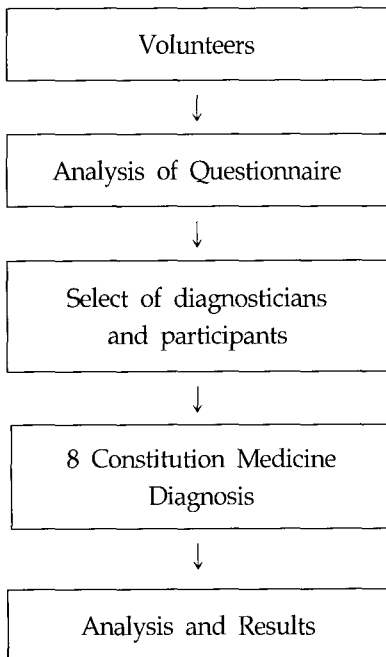 Volunteers
↓
Analysis of Questionnaire
↓
Select of diagnosticians
and participants
↓
8 Constitution Medicine
Diagnosis
↓
Analysis and Results